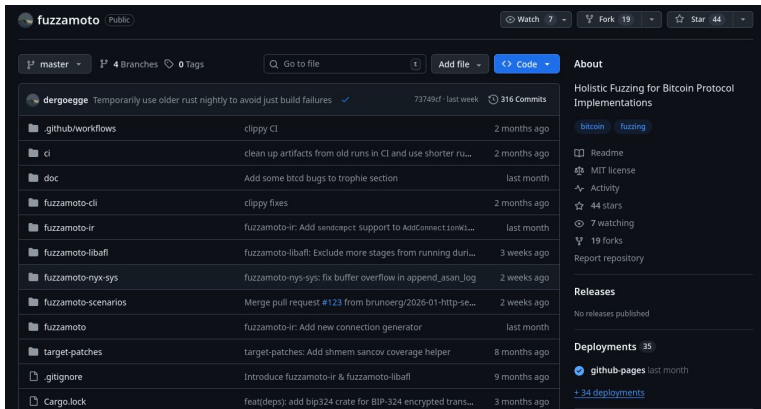 fuzzamoto Public Watch 7 Fork 19 Star 44
master 4 Branches 0 Tags Go to file t Add file Code
dergoegge Temporarily use older rust nightly to avoid just build failures 73749cf · last week 316 Commits
.github/workflows clippy CI 2 months ago
ci clean up artifacts from old runs in CI and use shorter ru... 2 months ago
doc Add some btcd bugs to trophie section last month
fuzzamoto-cli clippy fixes 2 months ago
fuzzamoto-ir fuzzamoto-ir: Add sendcmpct support to AddConnectionWi... last month
fuzzamoto-libafl fuzzamoto-libafl: Exclude more stages from running duri... 3 weeks ago
fuzzamoto-nyx-sys fuzzamoto-nys-sys: fix buffer overflow in append_asan_log 2 weeks ago
fuzzamoto-scenarios Merge pull request #123 from brunoerg/2026-01-http-se... 2 weeks ago
fuzzamoto fuzzamoto-ir: Add new connection generator last month
target-patches target-patches: Add shmem sancov coverage helper 8 months ago
.gitignore Introduce fuzzamoto-ir & fuzzamoto-libafl 9 months ago
Cargo.lock feat(deps): add bip324 crate for BIP-324 encrypted trans... 3 months ago
About
Holistic Fuzzing for Bitcoin Protocol
Implementations
bitcoin fuzzing
Readme
MIT license
Activity
44 stars
7 watching
19 forks
Report repository
Releases
No releases published
Deployments 35
github-pages last month
+ 34 deployments